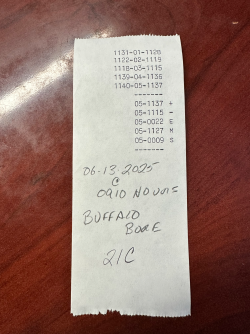 1131-01-1128
1122-02-1119
1118-03-1115
1139-04-1136
1140-05-1137
-------
05-1137 +
05-1115 -
05-0022 E
05-1127 M
05-0009 S
-------
06-13-2025
@
0910 HOURS
BUFFALO
BORE
21C